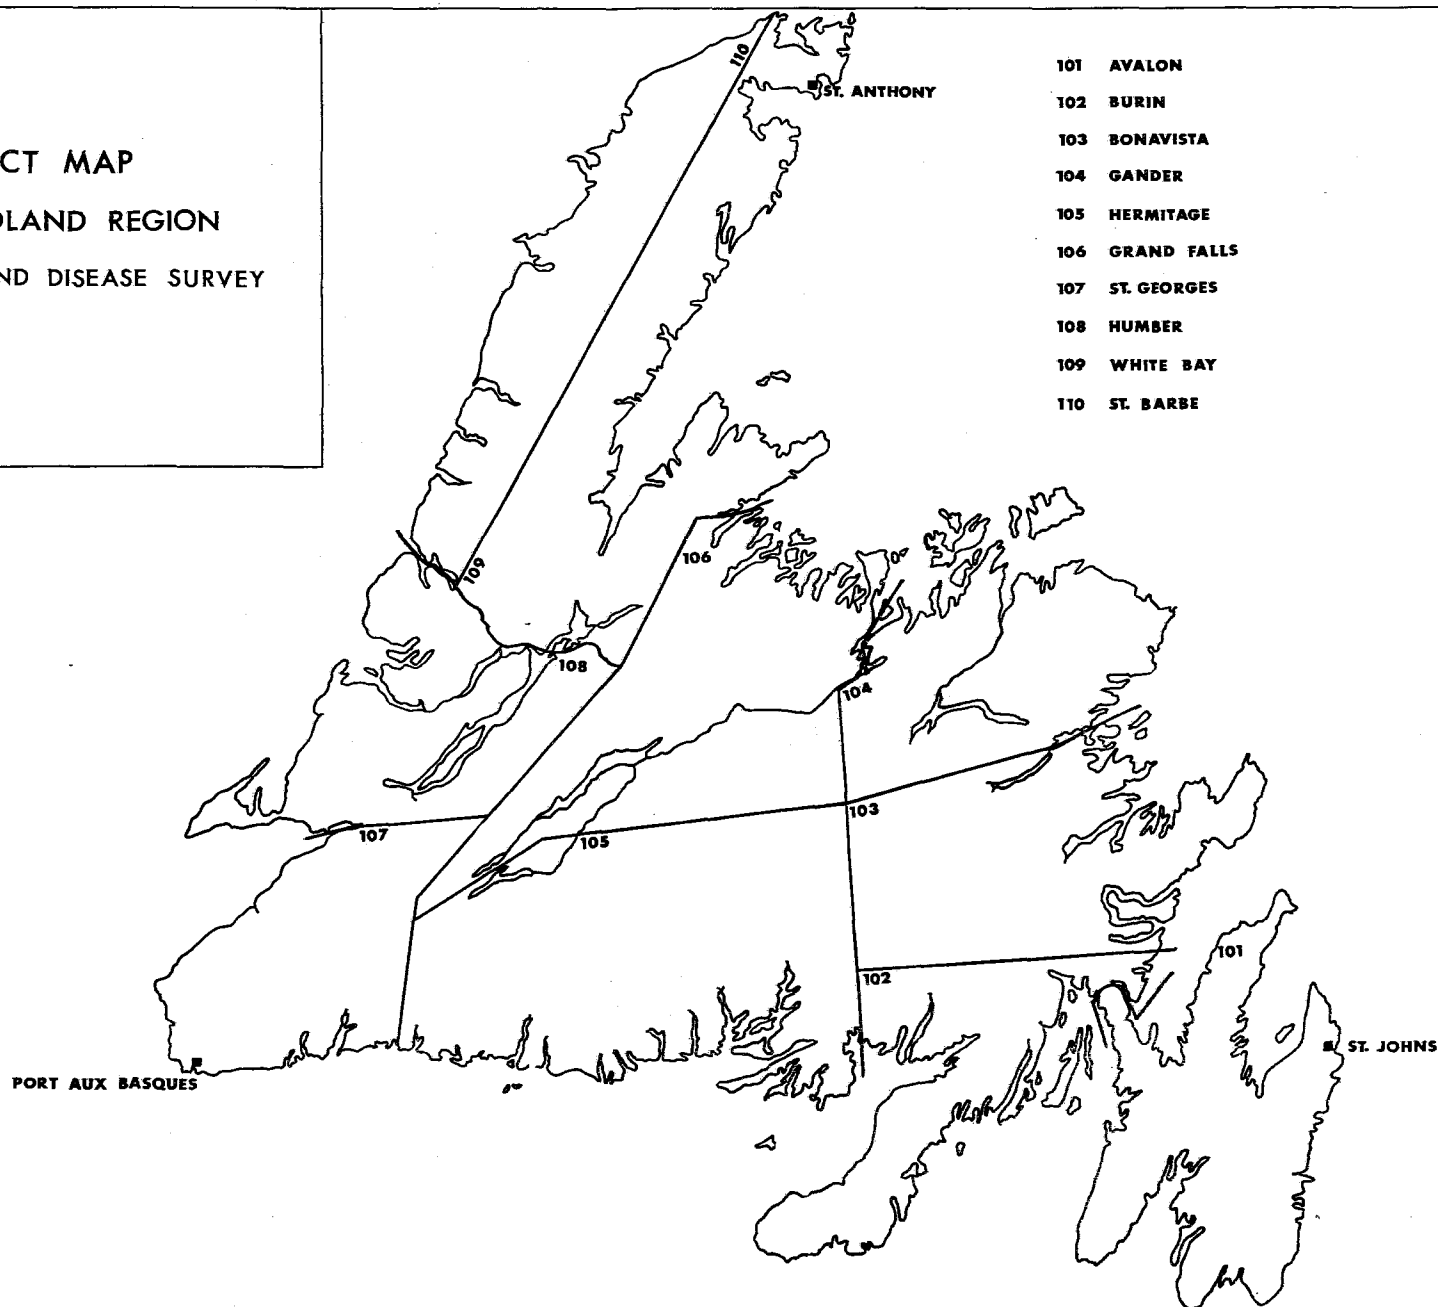 CT MAP
DLAND REGION
ND DISEASE SURVEY
101 AVALON
102 BURIN
103 BONAVISTA
104 GANDER
105 HERMITAGE
106 GRAND FALLS
107 ST. GEORGES
108 HUMBER
109 WHITE BAY
110 ST. BARBE
110
ST. ANTHONY
106
109
108
104
103
107
105
101
102
ST. JOHNS
PORT AUX BASQUES